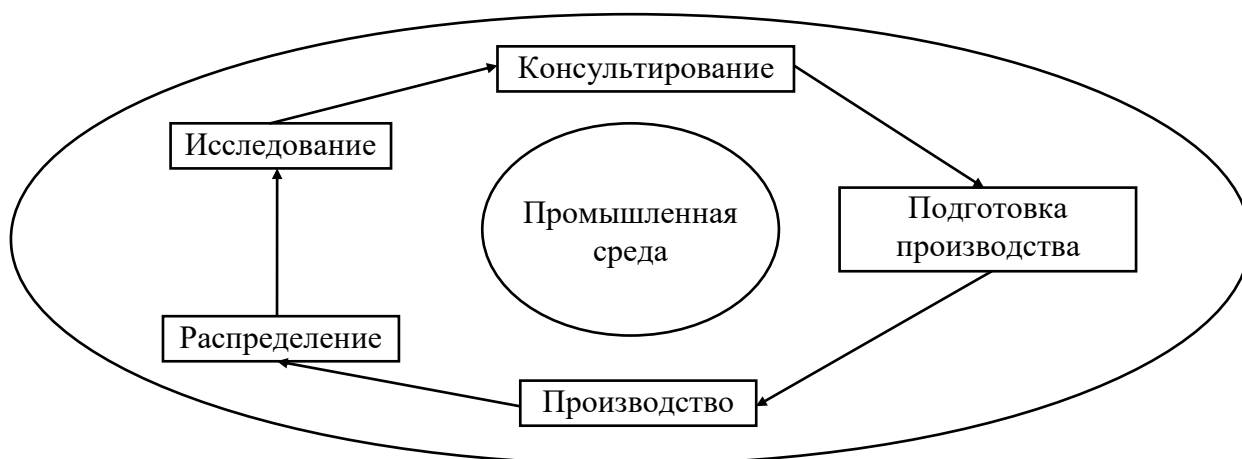 Консультирование
Исследование
Подготовка
производства
Промышленная
среда
Распределение
Производство